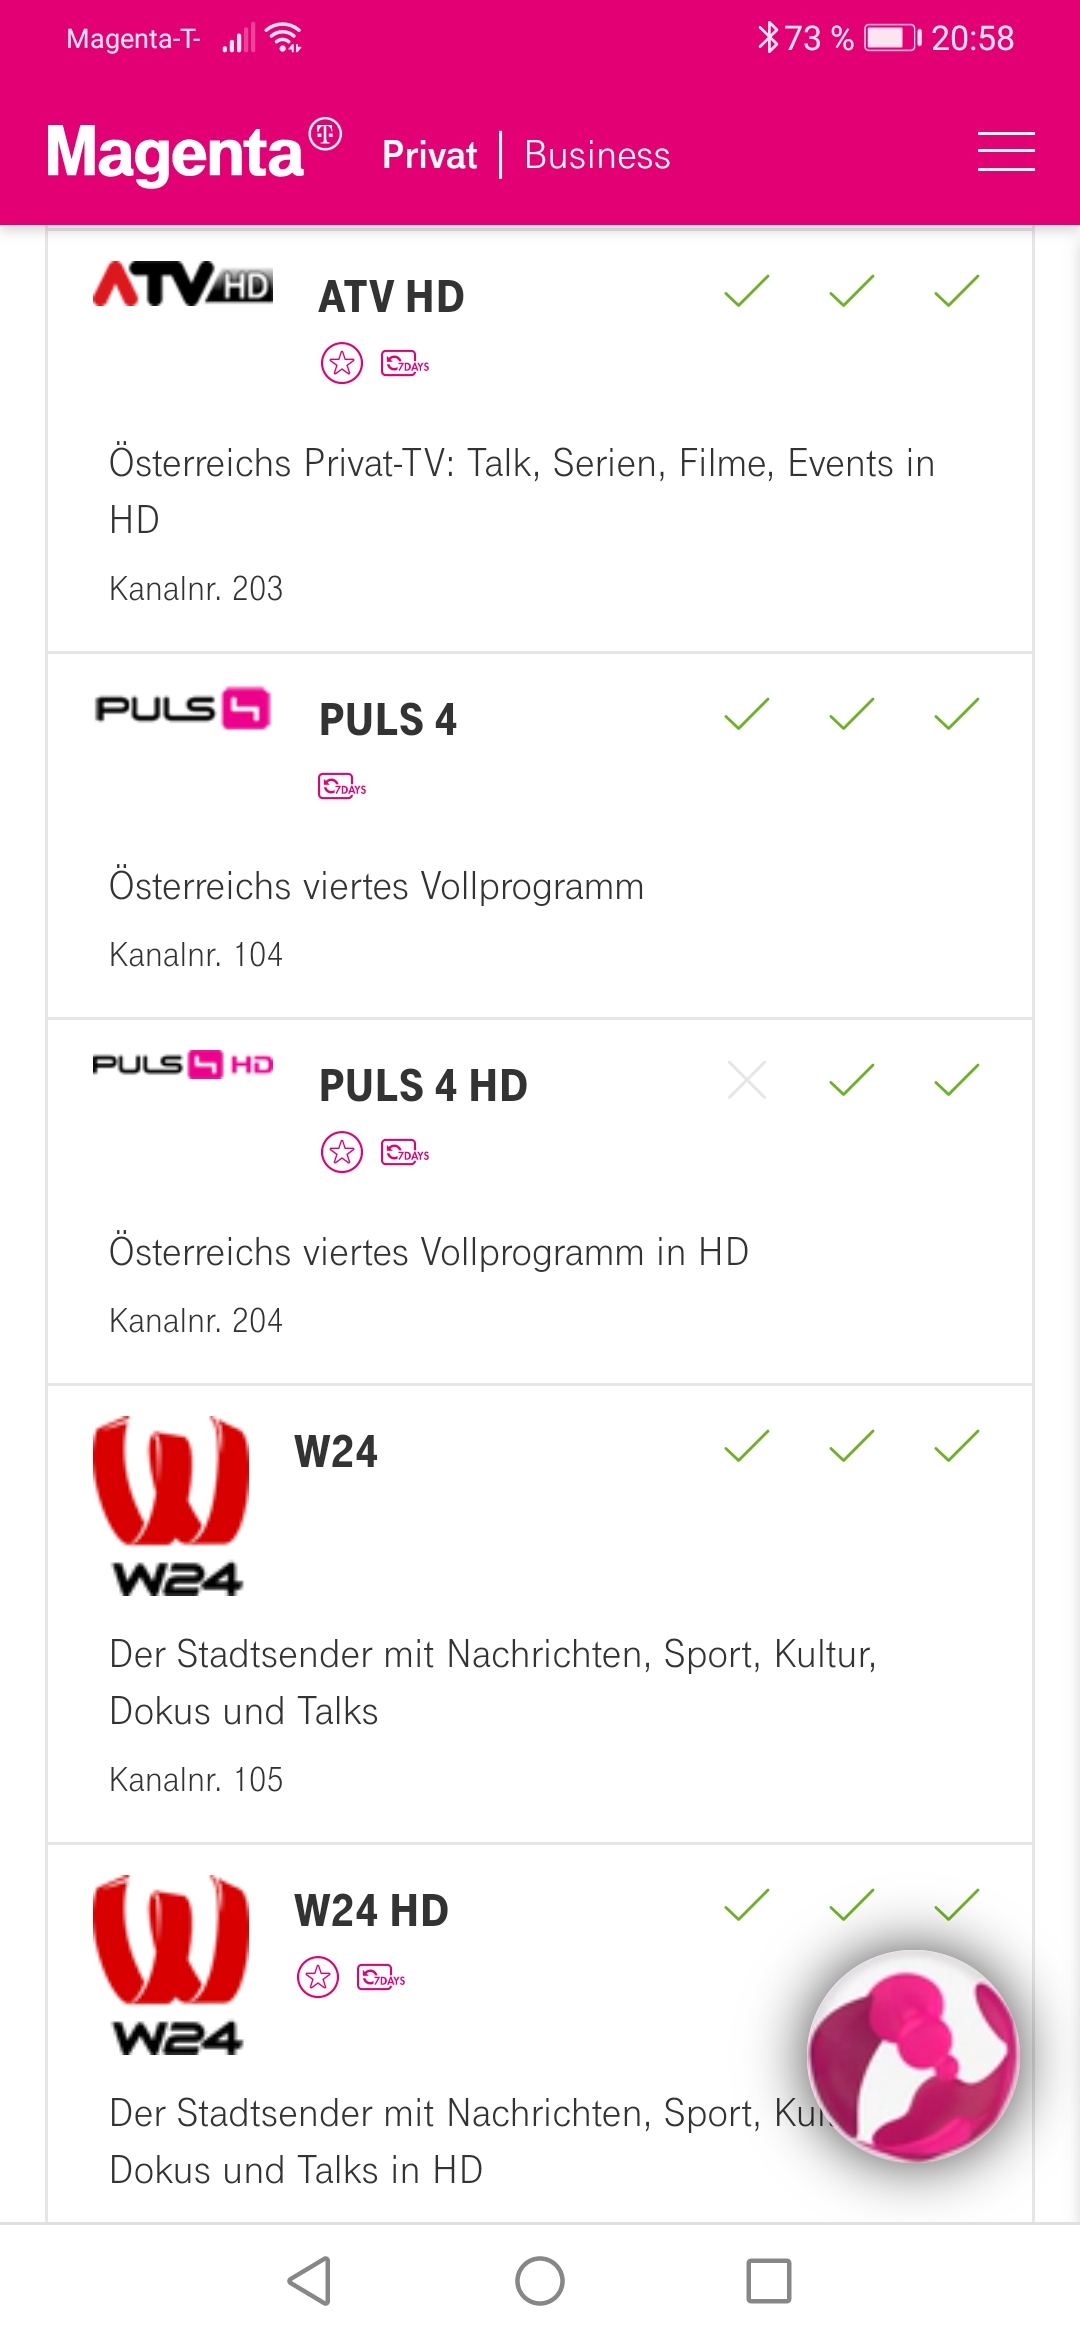 Magenta-T- 73 % 20:58
Magenta T Privat | Business
ATV HD ATV HD
7DAYS
Österreichs Privat-TV: Talk, Serien, Filme, Events in
HD
Kanalnr. 203
PULS 4 PULS 4
7DAYS
Österreichs viertes Vollprogramm
Kanalnr. 104
PULS 4 HD PULS 4 HD
7DAYS
Österreichs viertes Vollprogramm in HD
Kanalnr. 204
W24
W24
Der Stadtsender mit Nachrichten, Sport, Kultur,
Dokus und Talks
Kanalnr. 105
W24 HD
7DAYS
W24
Der Stadtsender mit Nachrichten, Sport,
Dokus und Talks in HD